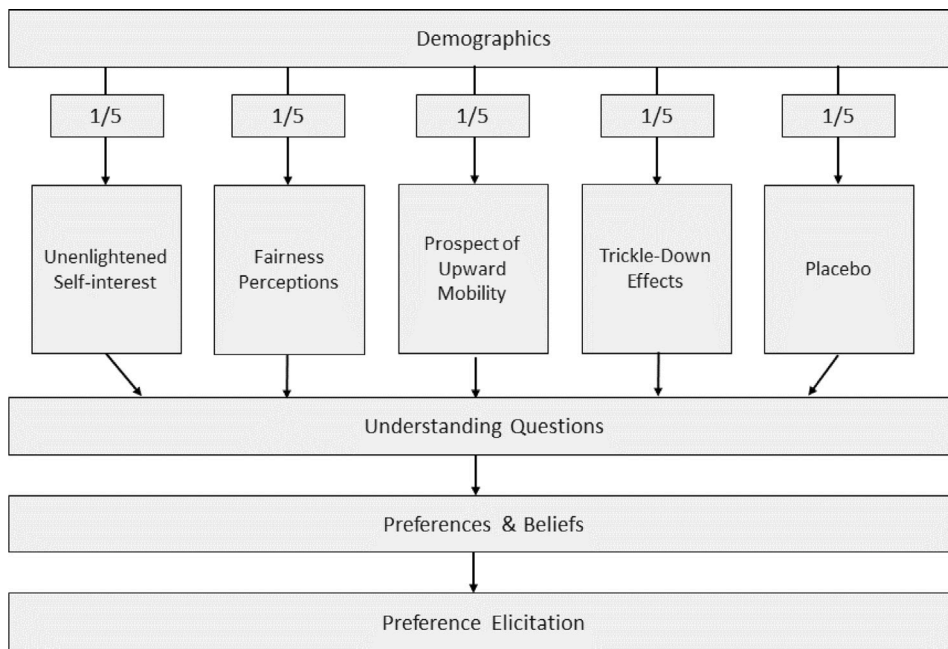 Demographics
1/5
1/5
1/5
1/5
1/5
Unenlightened
Self-interest
Fairness
Perceptions
Prospect of
Upward
Mobility
Trickle-Down
Effects
Placebo
Understanding Questions
Preferences & Beliefs
Preference Elicitation